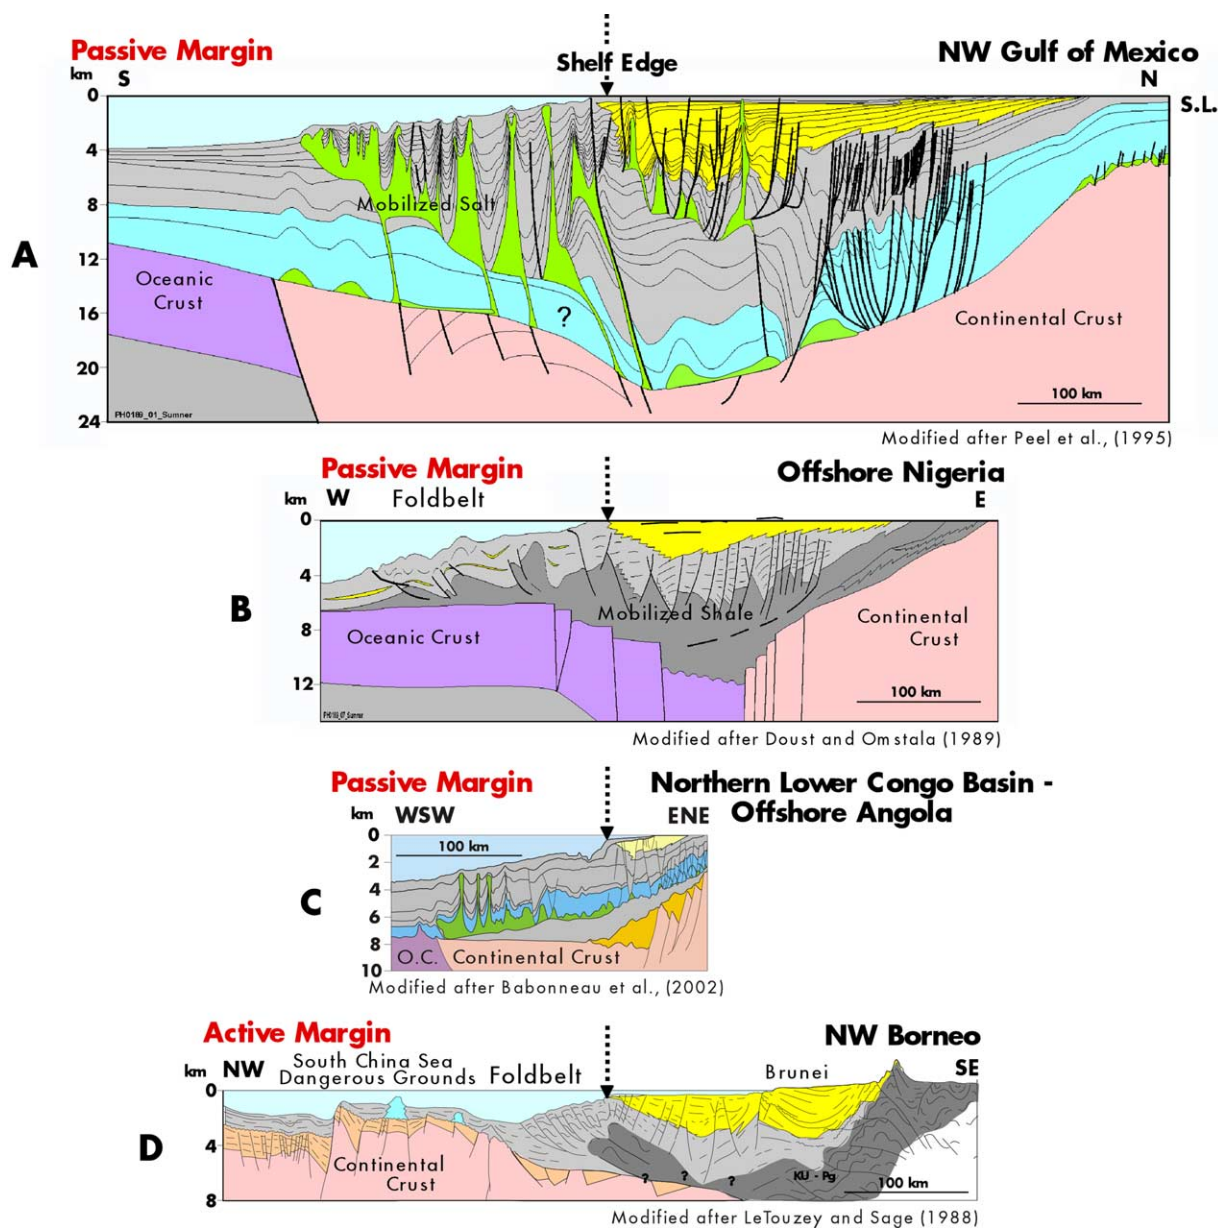 Passive Margin
Shelf Edge
NW Gulf of Mexico
km
S
N
0
S.L.
4
Mobilized Salt
8
A
12
Oceanic
Crust
?
16
Continental Crust
20
100 km
PH0189_01_Sumner
24
Modified after Peel et al., (1995)
Passive Margin
Offshore Nigeria
km
W
Foldbelt
E
0
4
B
Mobilized Shale
Continental
Crust
8
Oceanic Crust
12
100 km
Modified after Doust and Omstala (1989)
Passive Margin
Northern Lower Congo Basin -
Offshore Angola
km
WSW
ENE
0
100 km
2
4
C
6
8
O.C.
Continental Crust
10
Modified after Babonneau et al., (2002)
Active Margin
NW Borneo
km
NW
South China Sea
Dangerous Grounds
Foldbelt
Brunei
SE
0
D
4
Continental
Crust
?
?
?
KU - Pg
100 km
8
Modified after LeTouzey and Sage (1988)